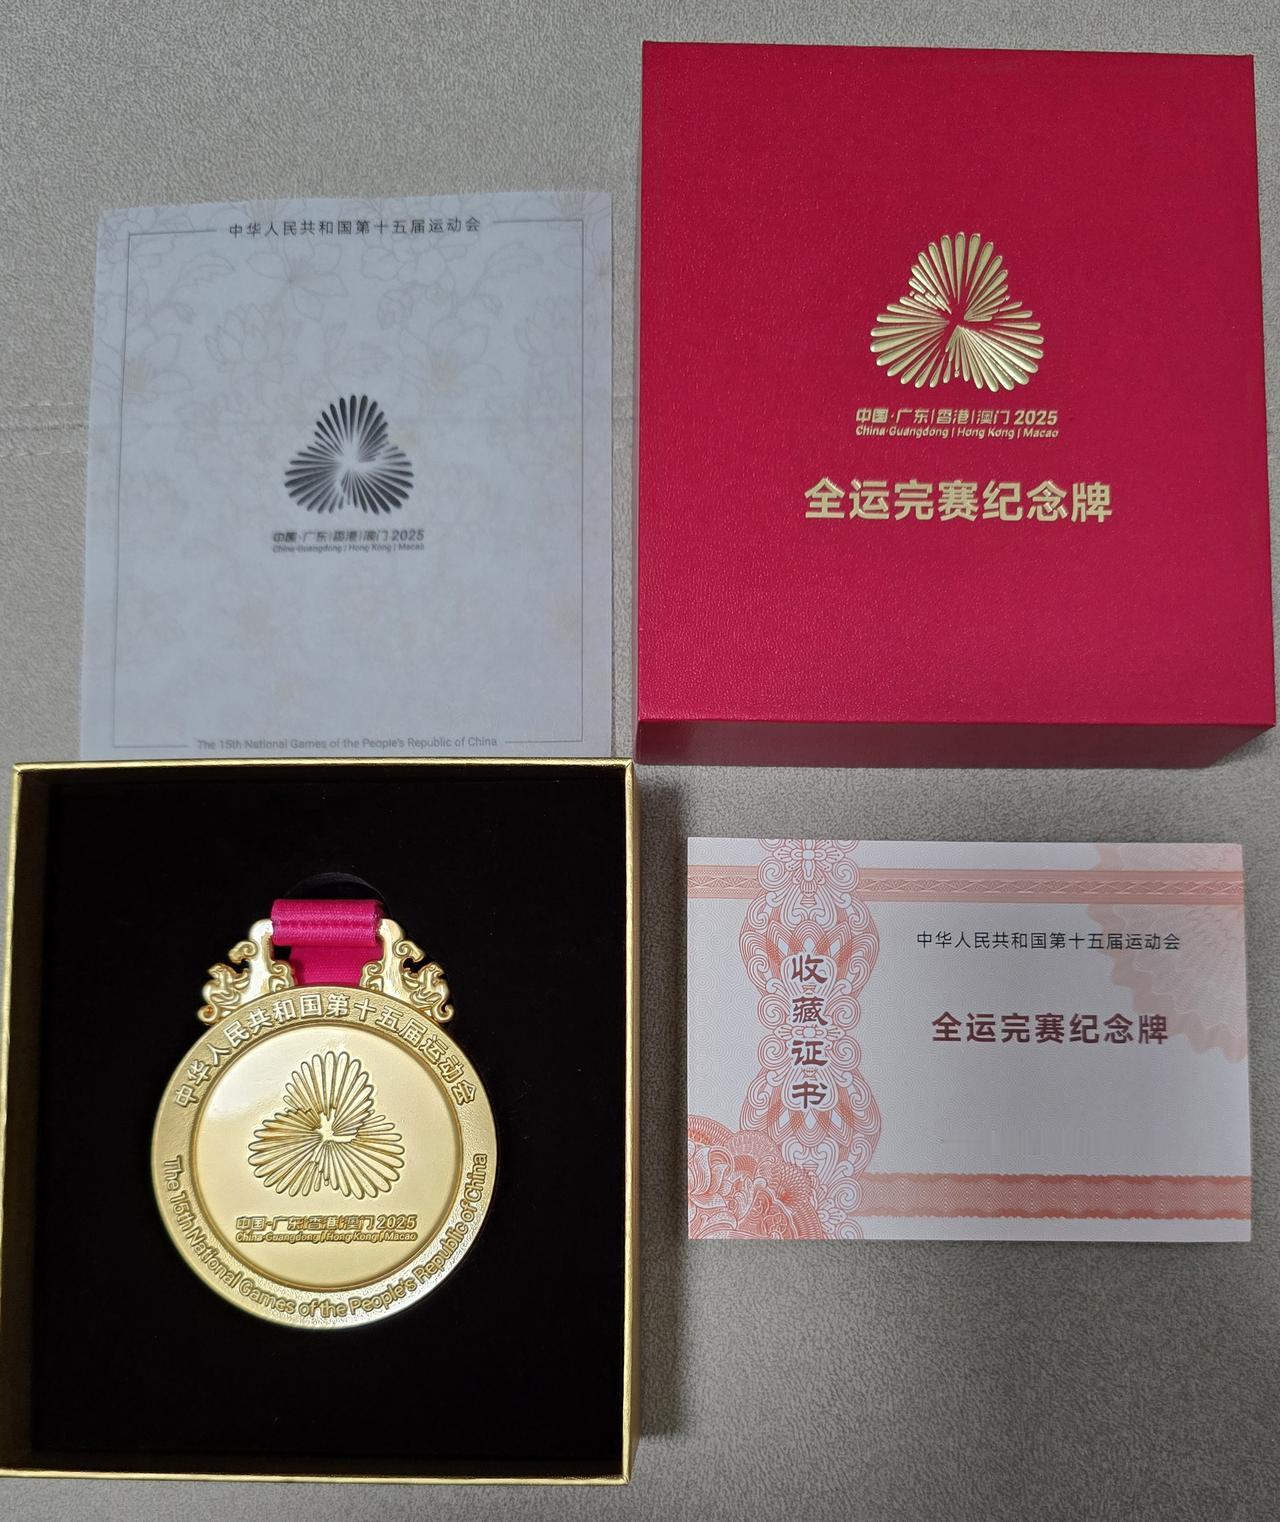 中华人民共和国第十五届运动会
中国·广东|香港|澳门 2025
China·Guangdong | Hong Kong | Macao
The 15th National Games of the People's Republic of China
中国·广东|香港|澳门 2025
China·Guangdong | Hong Kong | Macao
全运完赛纪念牌
中华人民共和国第十五届运动会
中国·广东|香港|澳门 2025
China·Guangdong | Hong Kong | Macao
The 15th National Games of the People's Republic of China
收藏证书
中华人民共和国第十五届运动会
全运完赛纪念牌